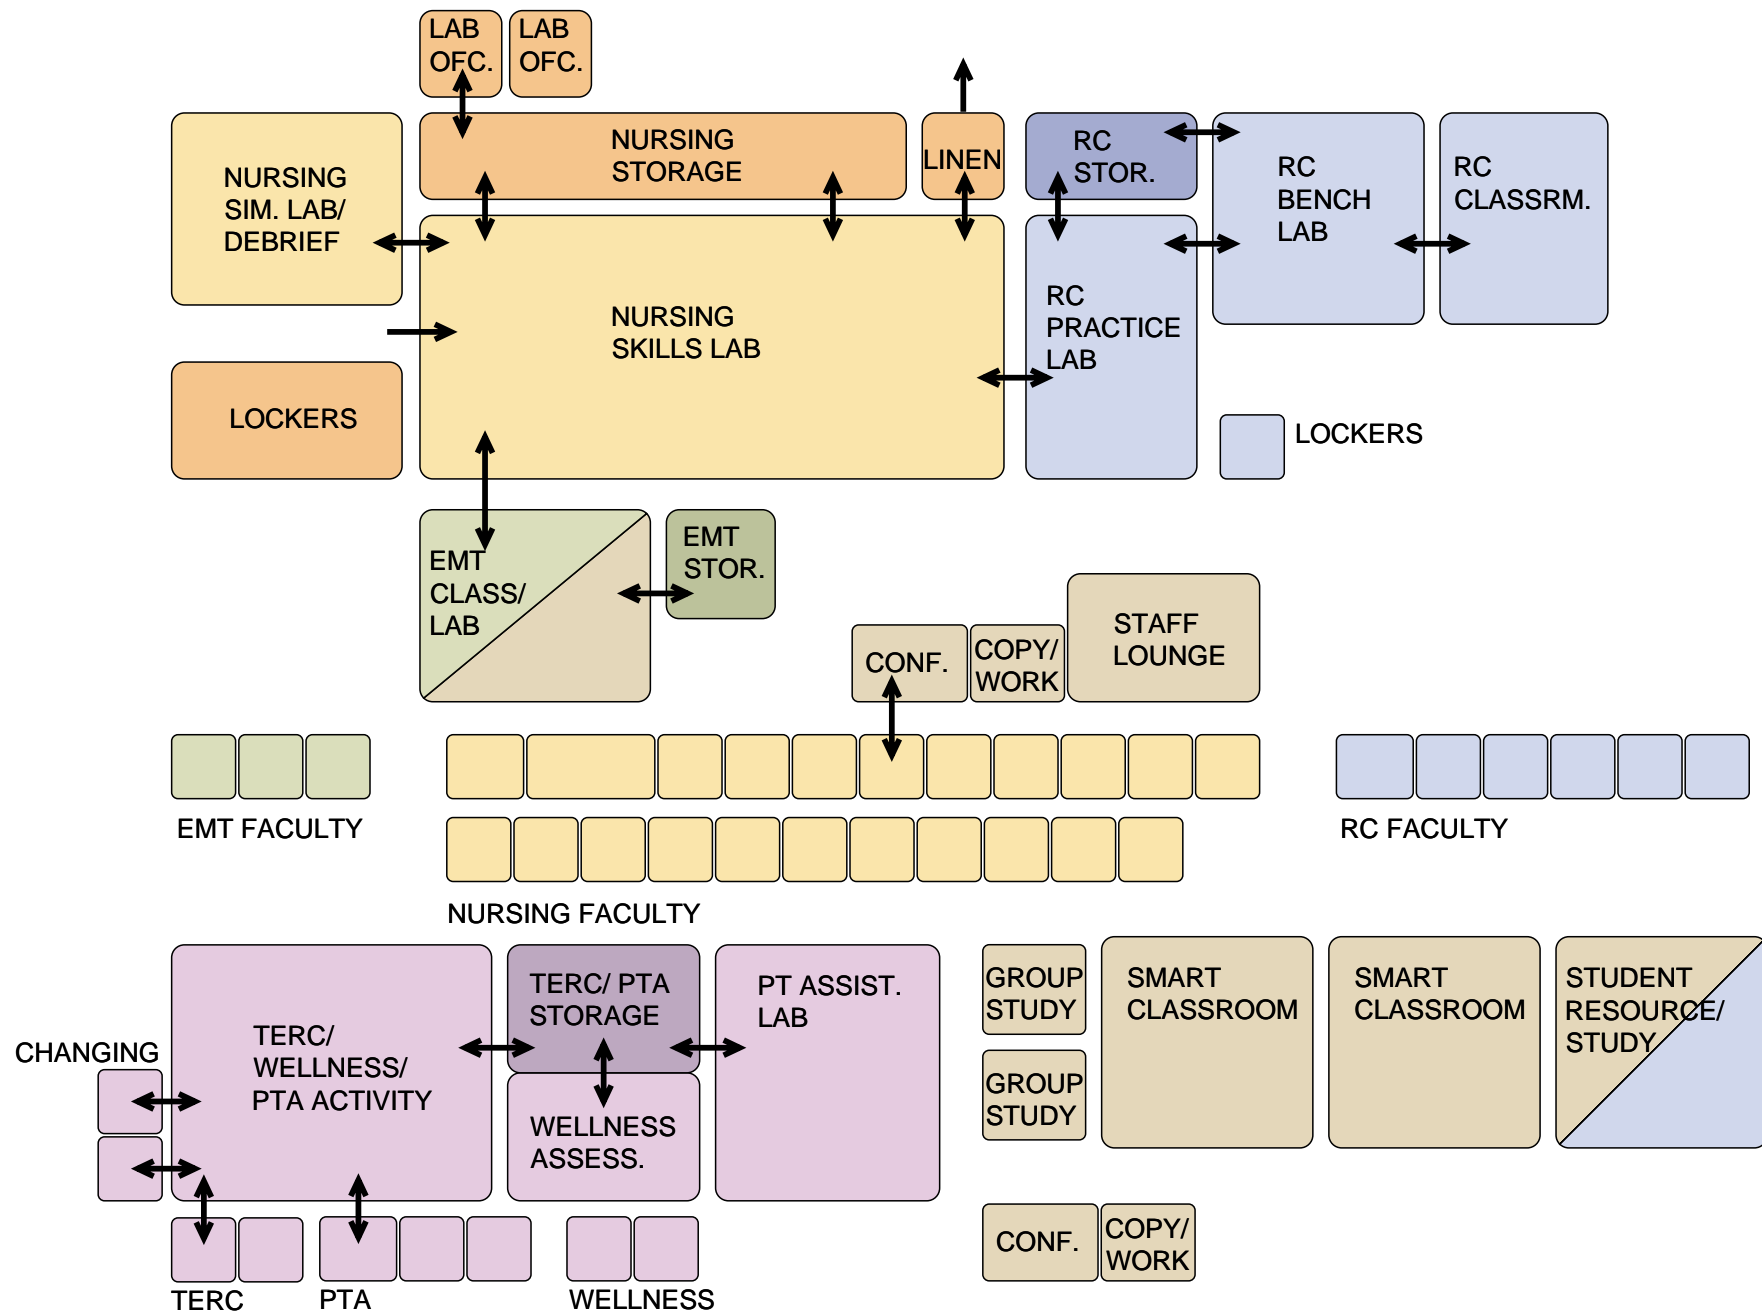 LAB
OFC.
LAB
OFC.
NURSING
STORAGE
LINEN
RC
STOR.
RC
BENCH
LAB
RC
CLASSRM.
NURSING
SIM. LAB/
DEBRIEF
NURSING
SKILLS LAB
RC
PRACTICE
LAB
LOCKERS
LOCKERS
EMT
CLASS/
LAB
EMT
STOR.
CONF.
COPY/
WORK
STAFF
LOUNGE
EMT FACULTY
RC FACULTY
NURSING FACULTY
TERC/
WELLNESS/
PTA ACTIVITY
TERC/ PTA
STORAGE
PT ASSIST.
LAB
GROUP
STUDY
SMART
CLASSROOM
SMART
CLASSROOM
STUDENT
RESOURCE/
STUDY
CHANGING
GROUP
STUDY
WELLNESS
ASSESS.
CONF.
COPY/
WORK
TERC
PTA
WELLNESS